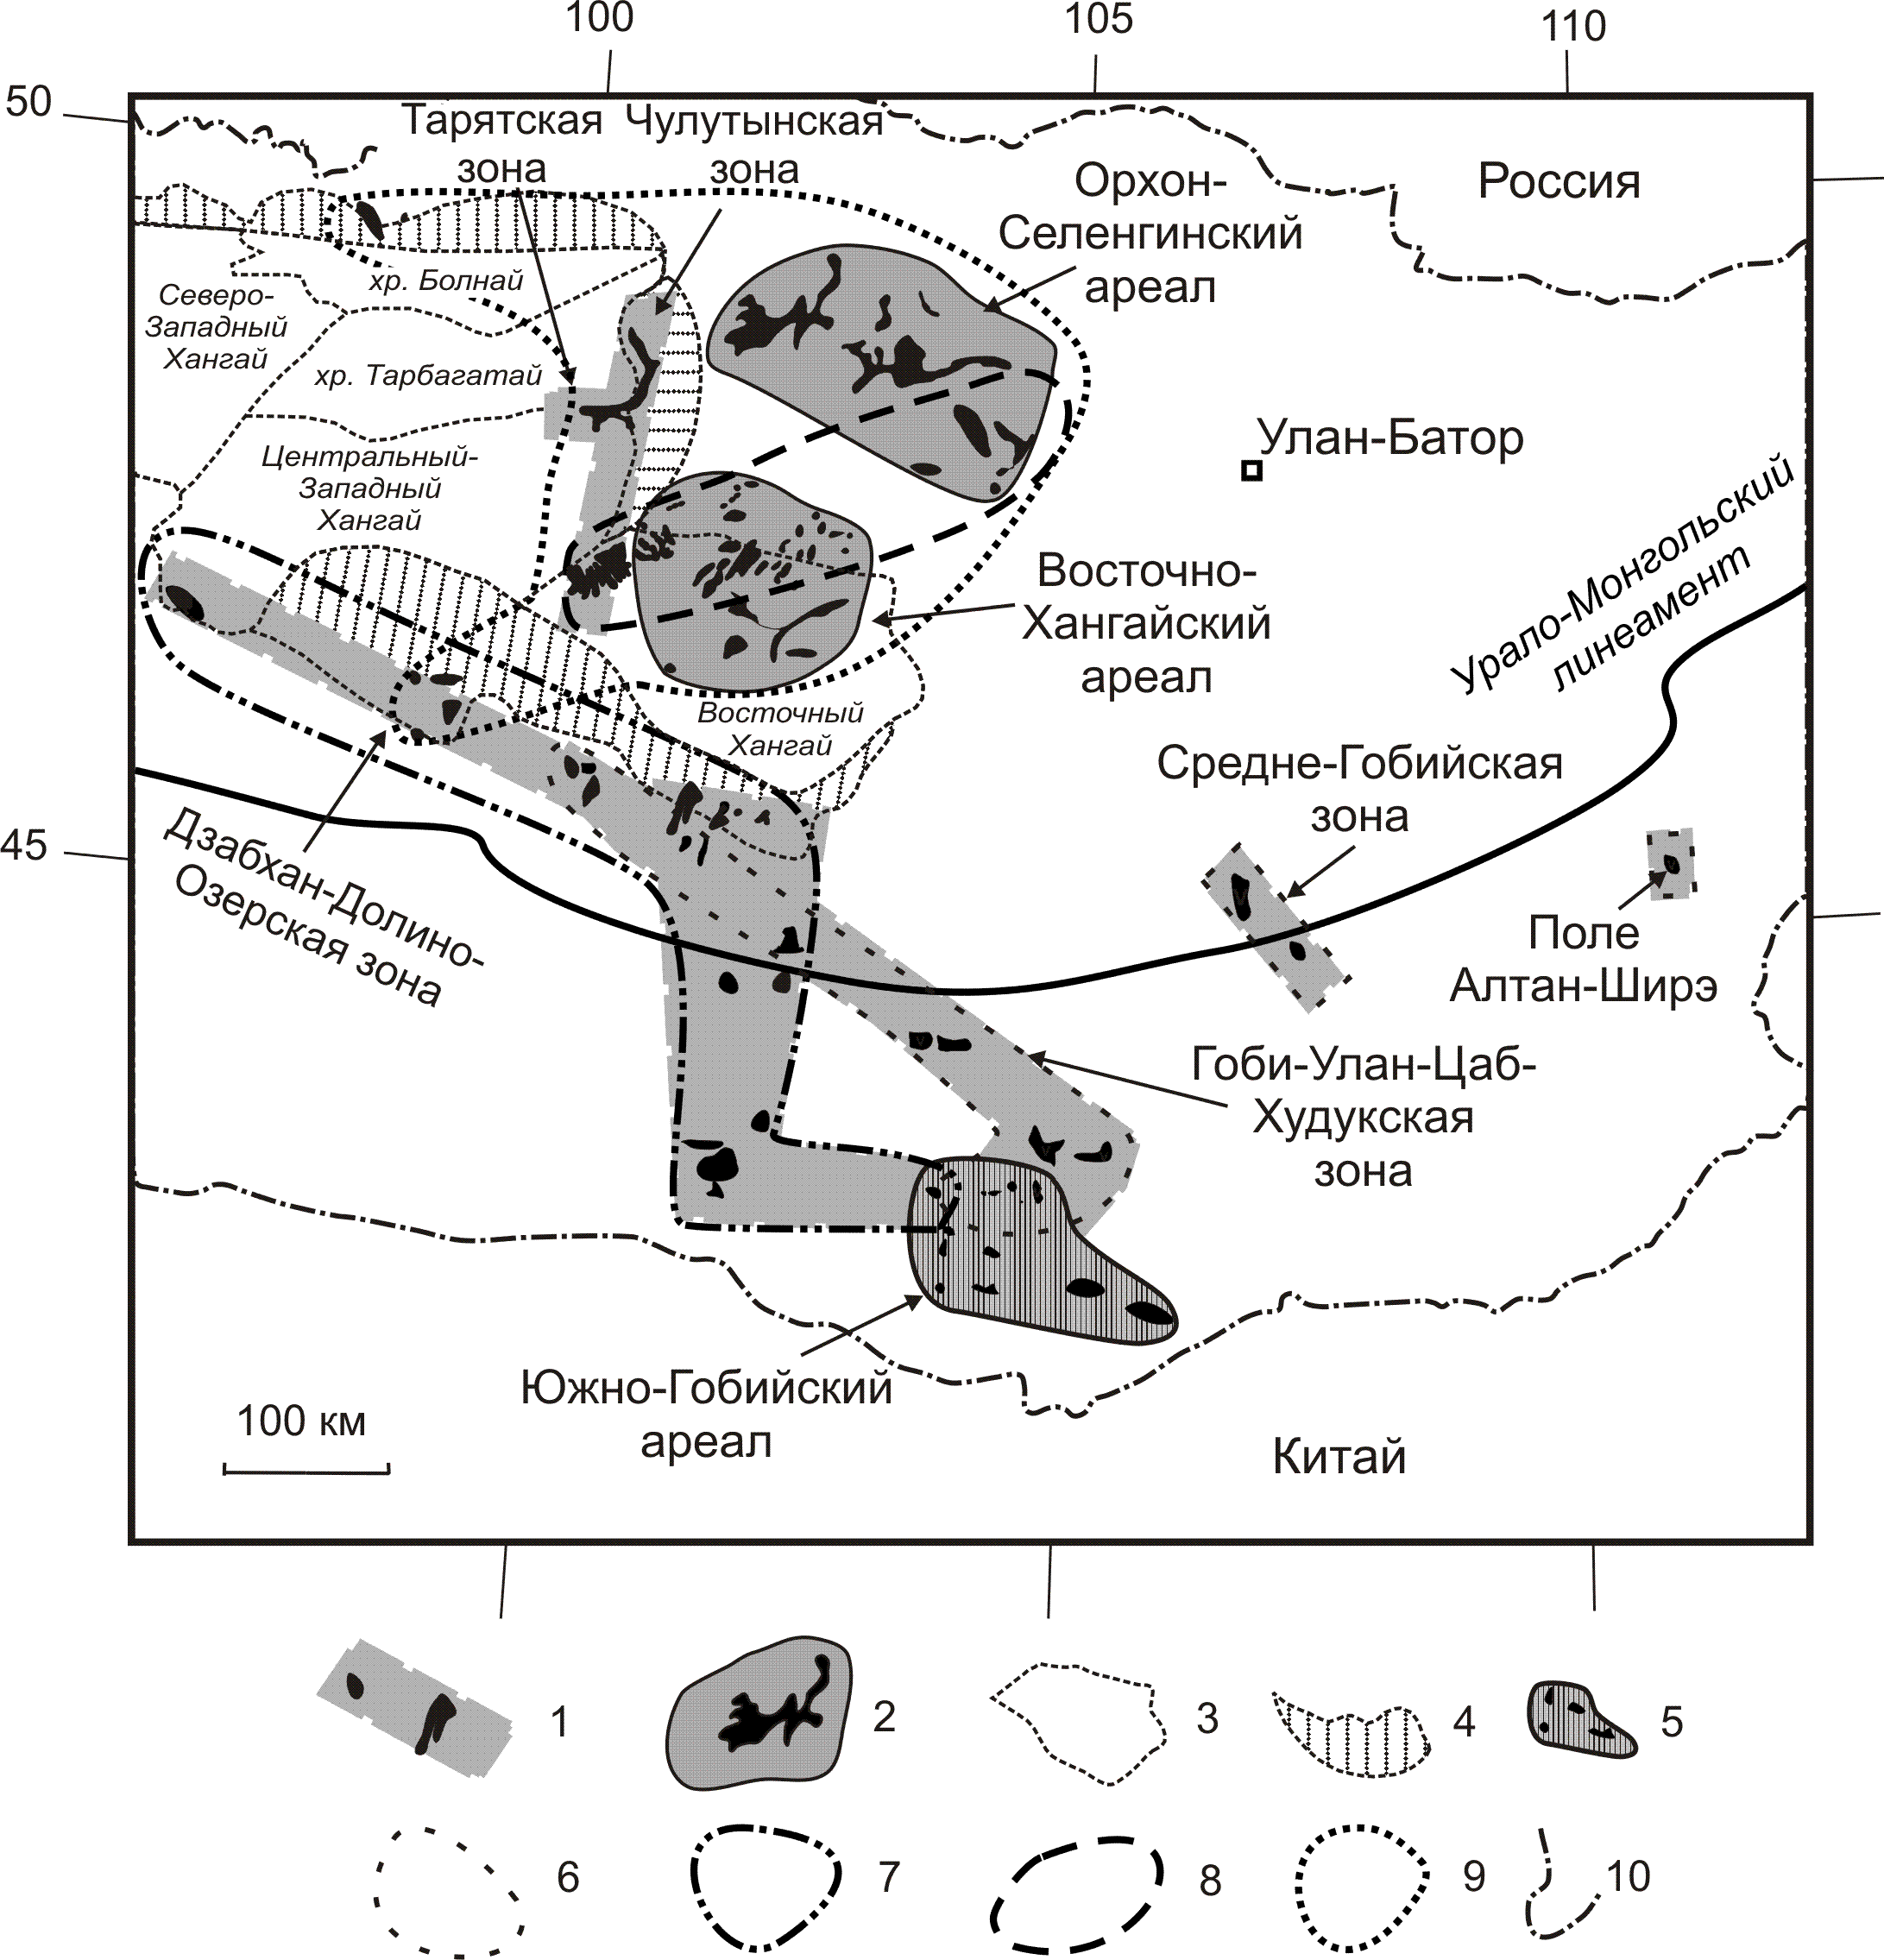 100
105
110
50
Тарятская
зона
Чулутынская
зона
Орхон-
Селенгинский
ареал
Россия
хр. Болнай
Северо-
Западный
Хангай
хр. Тарбагатай
Центральный-
Западный
Хангай
Улан-Батор
Урало-Монгольский
линеамент
Восточно-
Хангайский
ареал
Восточный
Хангай
Средне-Гобийская
зона
45
Дзабхан-Долино-
Озерская зона
Поле
Алтан-Ширэ
Гоби-Улан-Цаб-
Худукская
зона
Южно-Гобийский
ареал
100 км
Китай
1
2
3
4
5
6
7
8
9
10